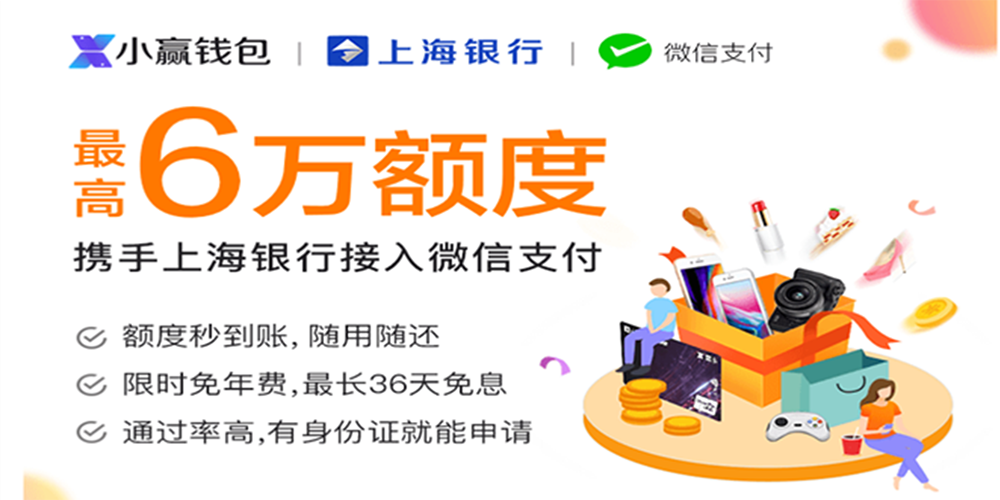 小赢钱包 | 上海银行 | 微信支付
最高6万额度
携手上海银行接入微信支付
额度秒到账, 随用随还
限时免年费,最长36天免息
通过率高,有身份证就能申请